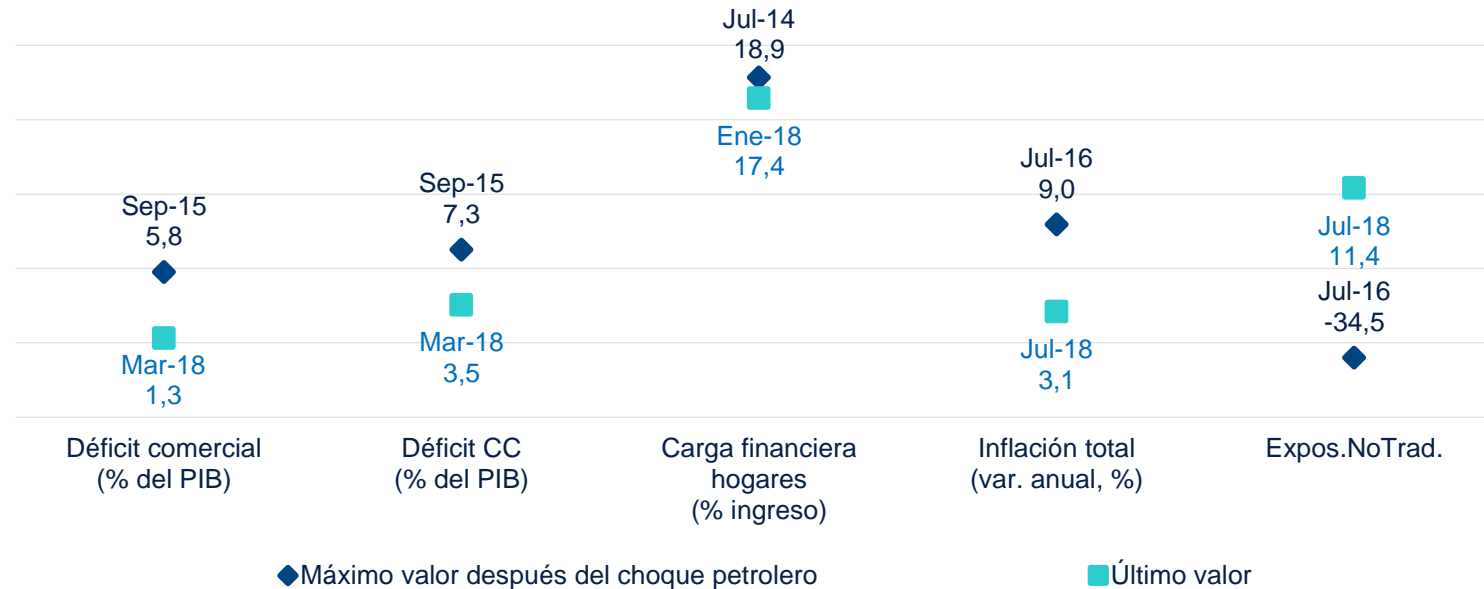 Jul-14
18,9
Ene-18
17,4
Jul-16
9,0
Sep-15
7,3
Sep-15
5,8
Jul-18
11,4
Jul-16
-34,5
Mar-18
3,5
Jul-18
3,1
Mar-18
1,3
Déficit comercial
(% del PIB)
Déficit CC
(% del PIB)
Carga financiera
hogares
(% ingreso)
Inflación total
(var. anual, %)
Expos.NoTrad.
Máximo valor después del choque petrolero
Último valor